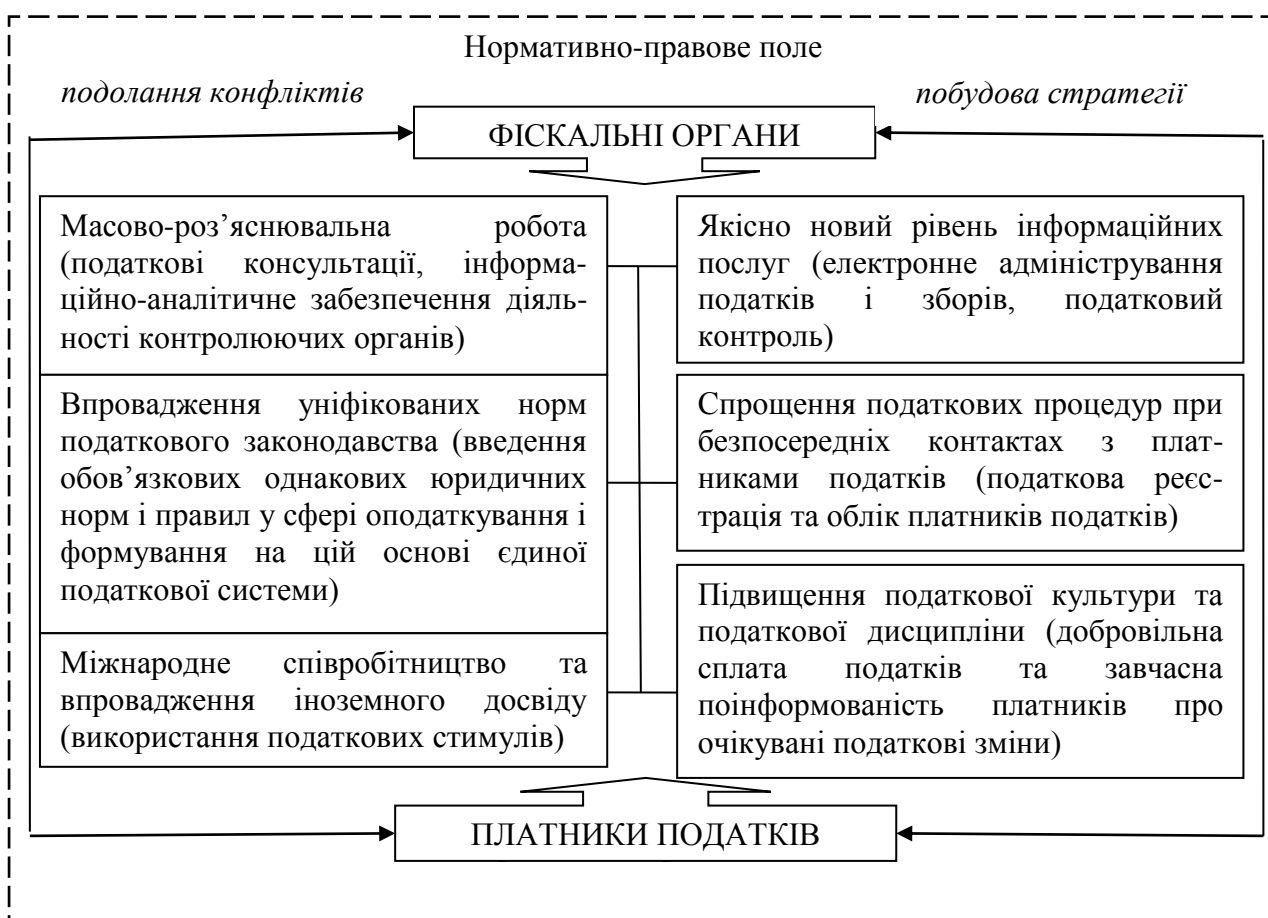 Нормативно-правове поле
подолання конфліктів
побудова стратегії
ФІСКАЛЬНІ ОРГАНИ
Масово-роз’яснювальна робота
(податкові консультації, інформа-
ційно-аналітичне забезпечення діяль-
ності контролюючих органів)
Якісно новий рівень інформаційних
послуг (електронне адміністрування
податків і зборів, податковий
контроль)
Впровадження уніфікованих норм
податкового законодавства (введення
обов’язкових однакових юридичних
норм і правил у сфері оподаткування і
формування на цій основі єдиної
податкової системи)
Спрощення податкових процедур при
безпосередніх контактах з плат-
никами податків (податкова реєс-
трація та облік платників податків)
Міжнародне співробітництво та
впровадження іноземного досвіду
(використання податкових стимулів)
Підвищення податкової культури та
податкової дисципліни (добровільна
сплата податків та завчасна
поінформованість платників про
очікувані податкові зміни)
ПЛАТНИКИ ПОДАТКІВ